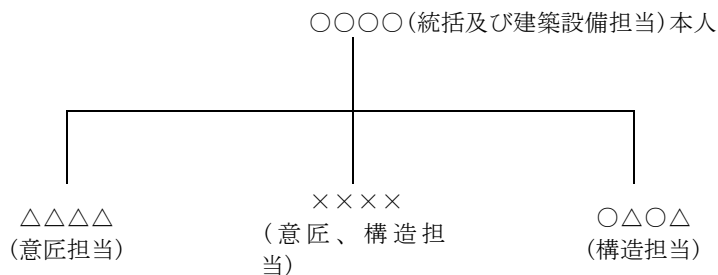 ○○○○(統括及び建築設備担当)本人
△△△△
(意匠担当)
××××
(意匠、構造担
当)
○△○△
(構造担当)